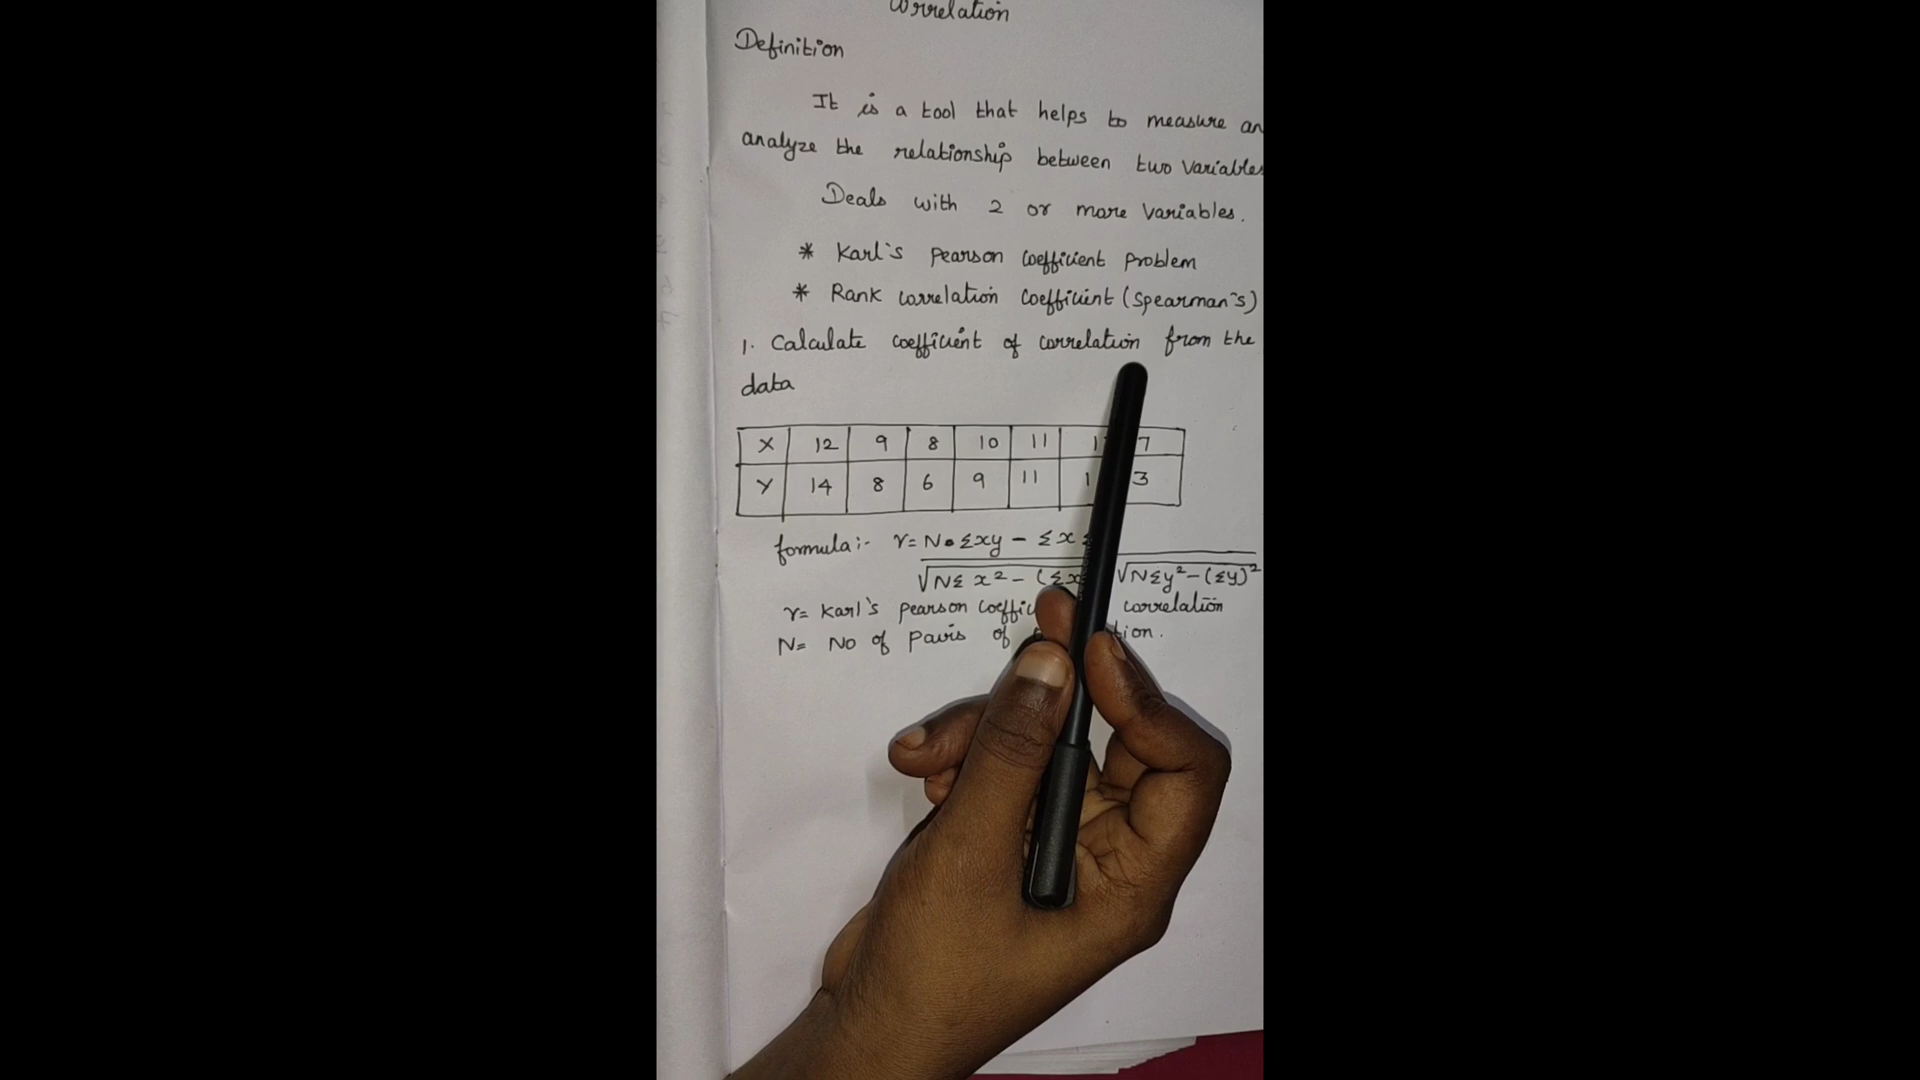 Correlation
Definition
It is a tool that helps to measure an
analyze the relationship between two Variables
Deals with 2 or more Variables.
* Karl's pearson Coefficient problem
* Rank correlation Coefficient (Spearman's)
1. Calculate coefficient of correlation from the
data
X 12 9 8 10 11 7
Y 14 8 6 9 11 3
formula:- r= N•Σxy - Σx
√NΣx² - (Σx √NΣy² - (Σy)²
r= Karl's pearson correlation
N= No of pairs of